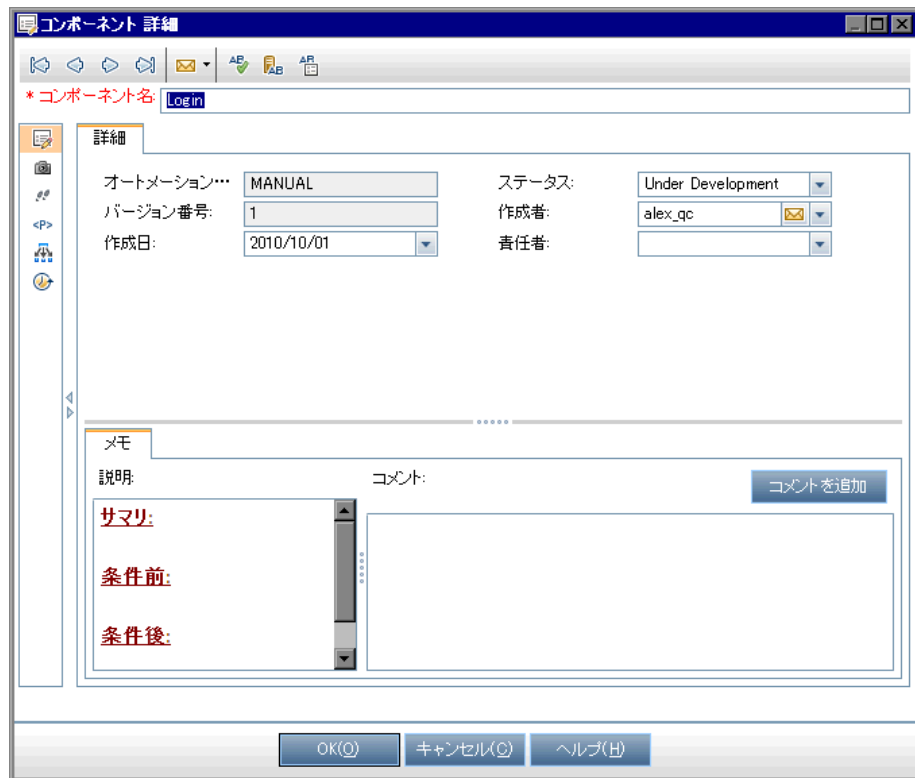 コンポーネント 詳細
* コンポーネント名: Login
詳細
オートメーション… MANUAL ステータス: Under Development
バージョン番号: 1 作成者: alex_qc
作成日: 2010/10/01 責任者:
<P>
メモ
説明: コメント: コメントを追加
サマリ:
条件前:
条件後:
OK(O) キャンセル(C) ヘルプ(H)